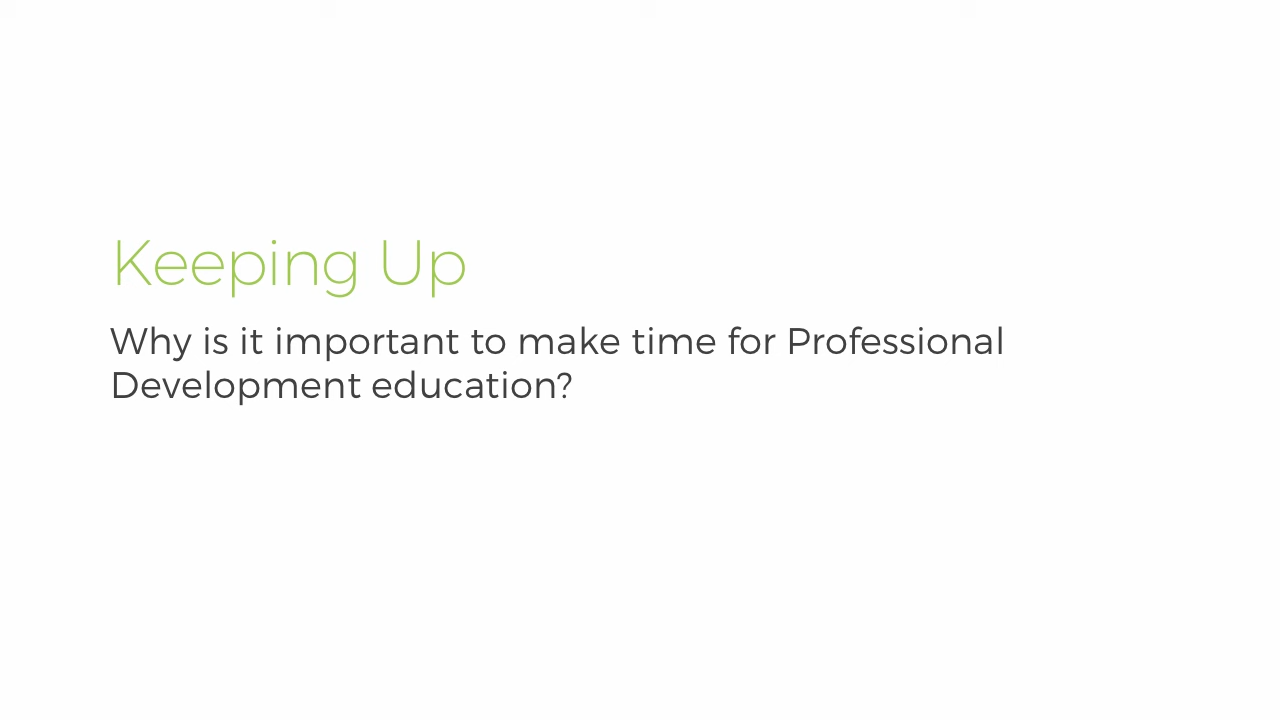 Keeping Up
Why is it important to make time for Professional
Development education?